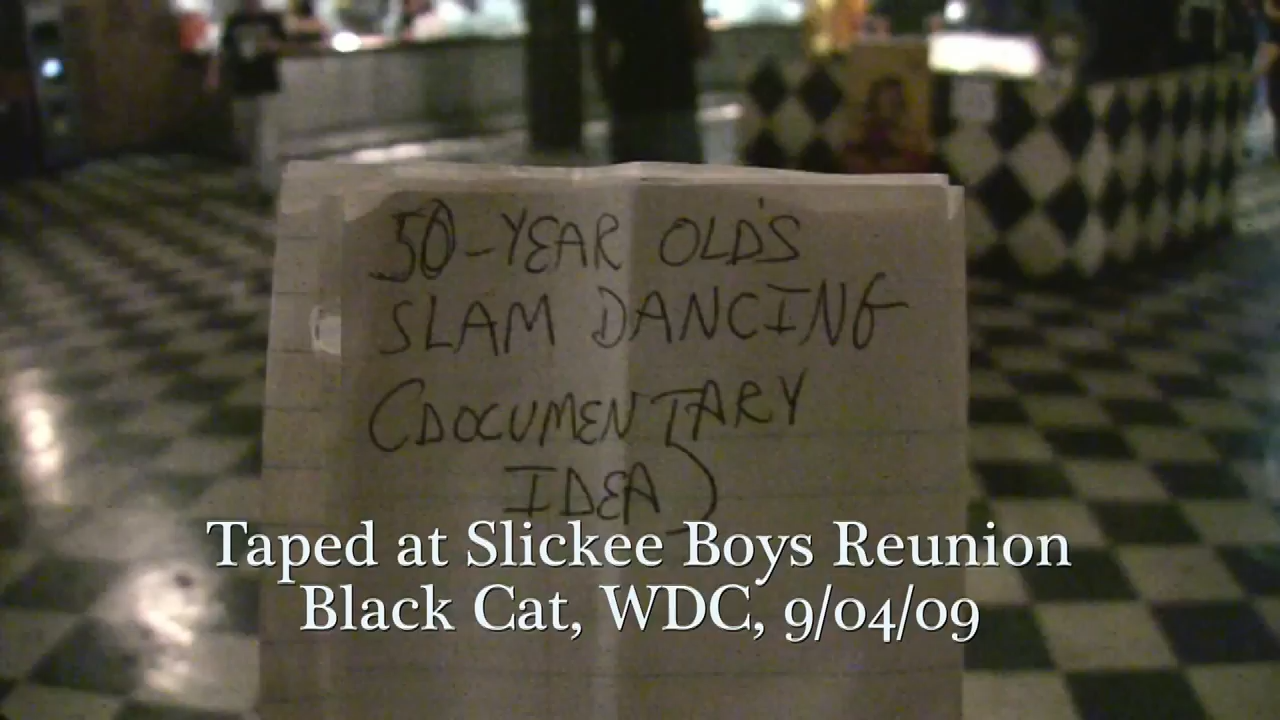 50-YEAR OLD'S
SLAM DANCING
(DOCUMENTARY
IDEA)
Taped at Slickee Boys Reunion
Black Cat, WDC, 9/04/09